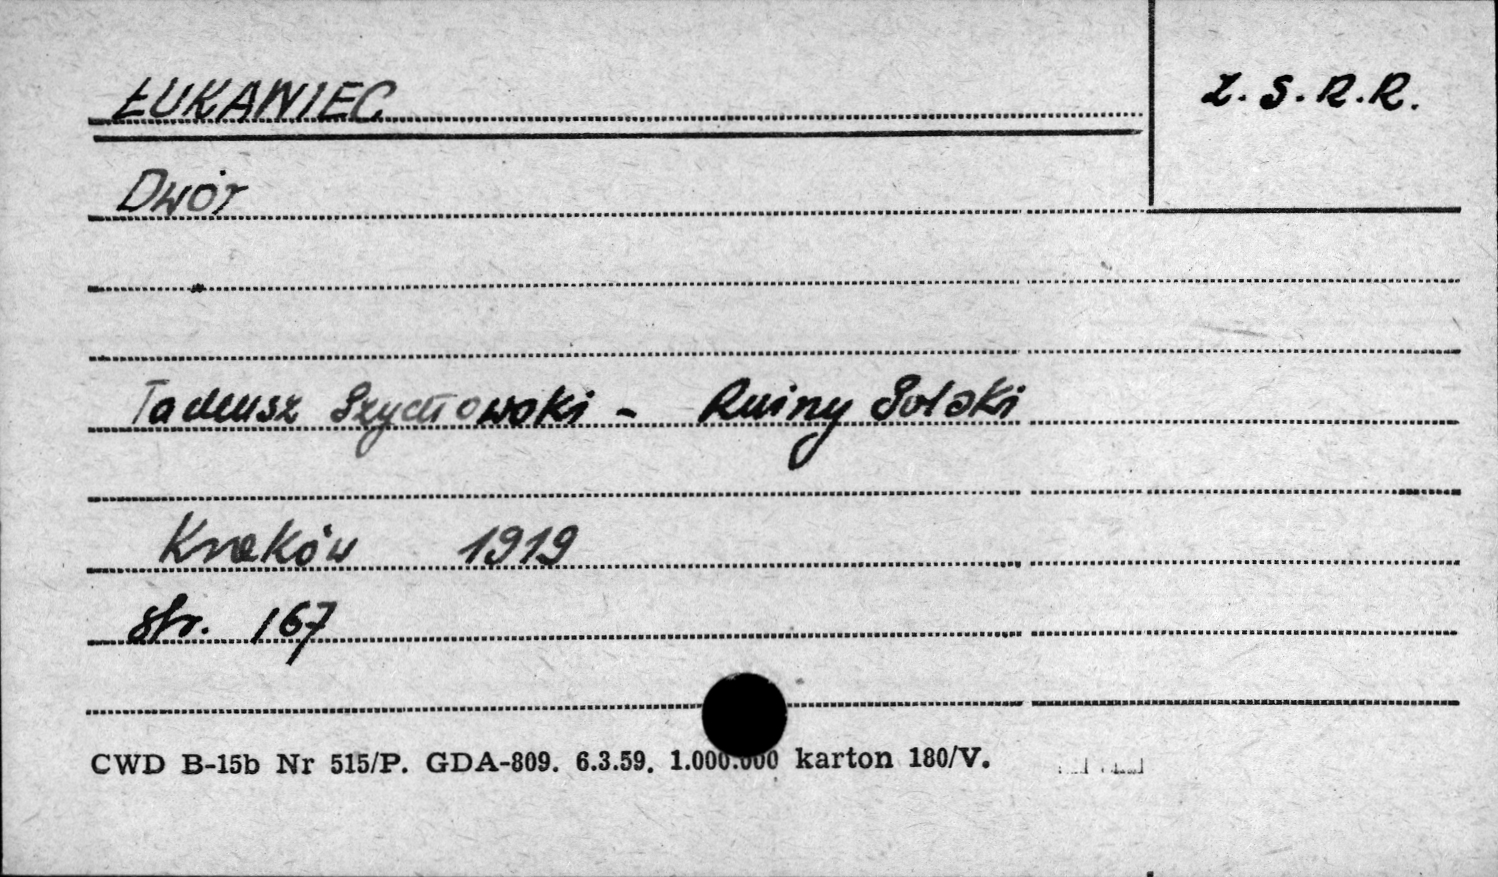 ŁUKAWIEC
Z.S.R.R.
Dwór
Tadeusz Szydłowski - Ruiny Polski
Kraków 1919
str. 167
CWD B-15b Nr 515/P. GDA-809. 6.3.59. 1.000.000 karton 180/V.